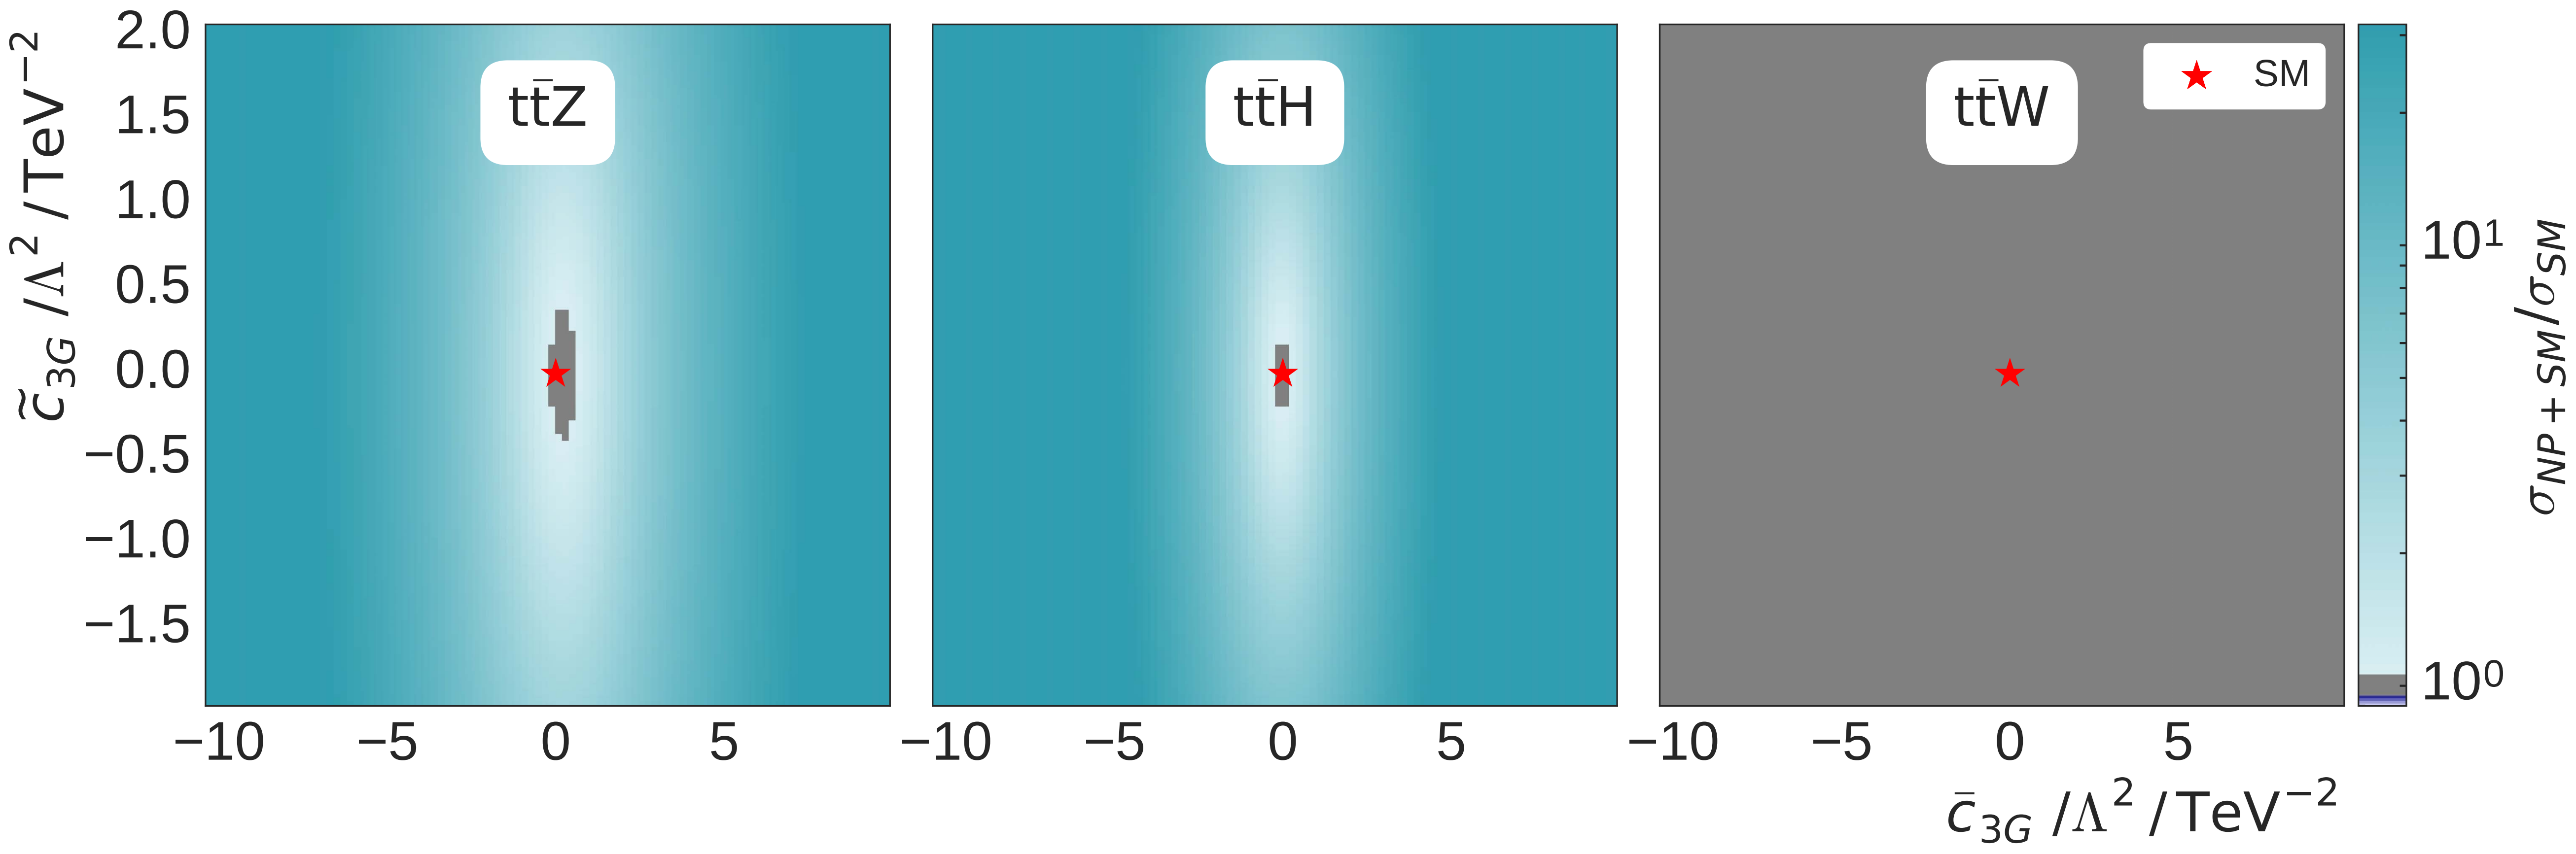 2.0
1.5
1.0
0.5
0.0
−0.5
−1.0
−1.5
c̃₃G /Λ² / TeV⁻²
tt̄Z
tt̄H
tt̄W
SM
−10 −5 0 5
−10 −5 0 5
−10 −5 0 5
c̄₃G /Λ² / TeV⁻²
10¹
10⁰
σNP+SM/σSM